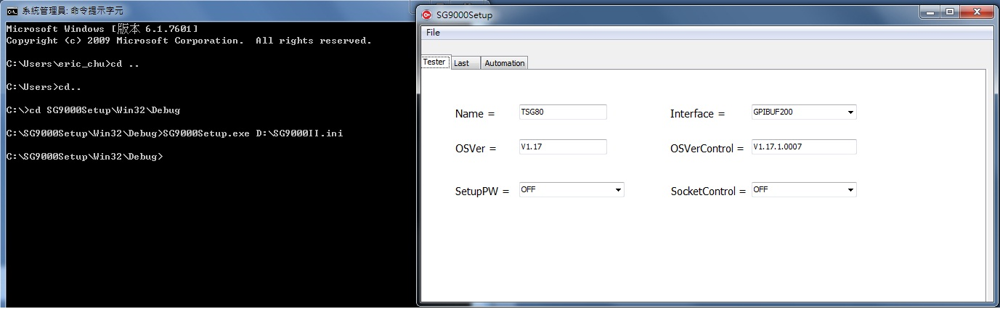 系統管理員: 命令提示字元
Microsoft Windows [版本 6.1.7601]
Copyright (c) 2009 Microsoft Corporation.  All rights reserved.
C:\Users\eric_chu>cd ..
C:\Users>cd..
C:\>cd SG9000Setup\Win32\Debug
C:\SG9000Setup\Win32\Debug>SG9000Setup.exe D:\SG9000II.ini
C:\SG9000Setup\Win32\Debug>
SG9000Setup
File
Tester Last Automation
Name = TSG80 Interface = GPIBUF200
OSVer = V1.17 OSVerControl = V1.17.1.0007
SetupPW = OFF SocketControl = OFF